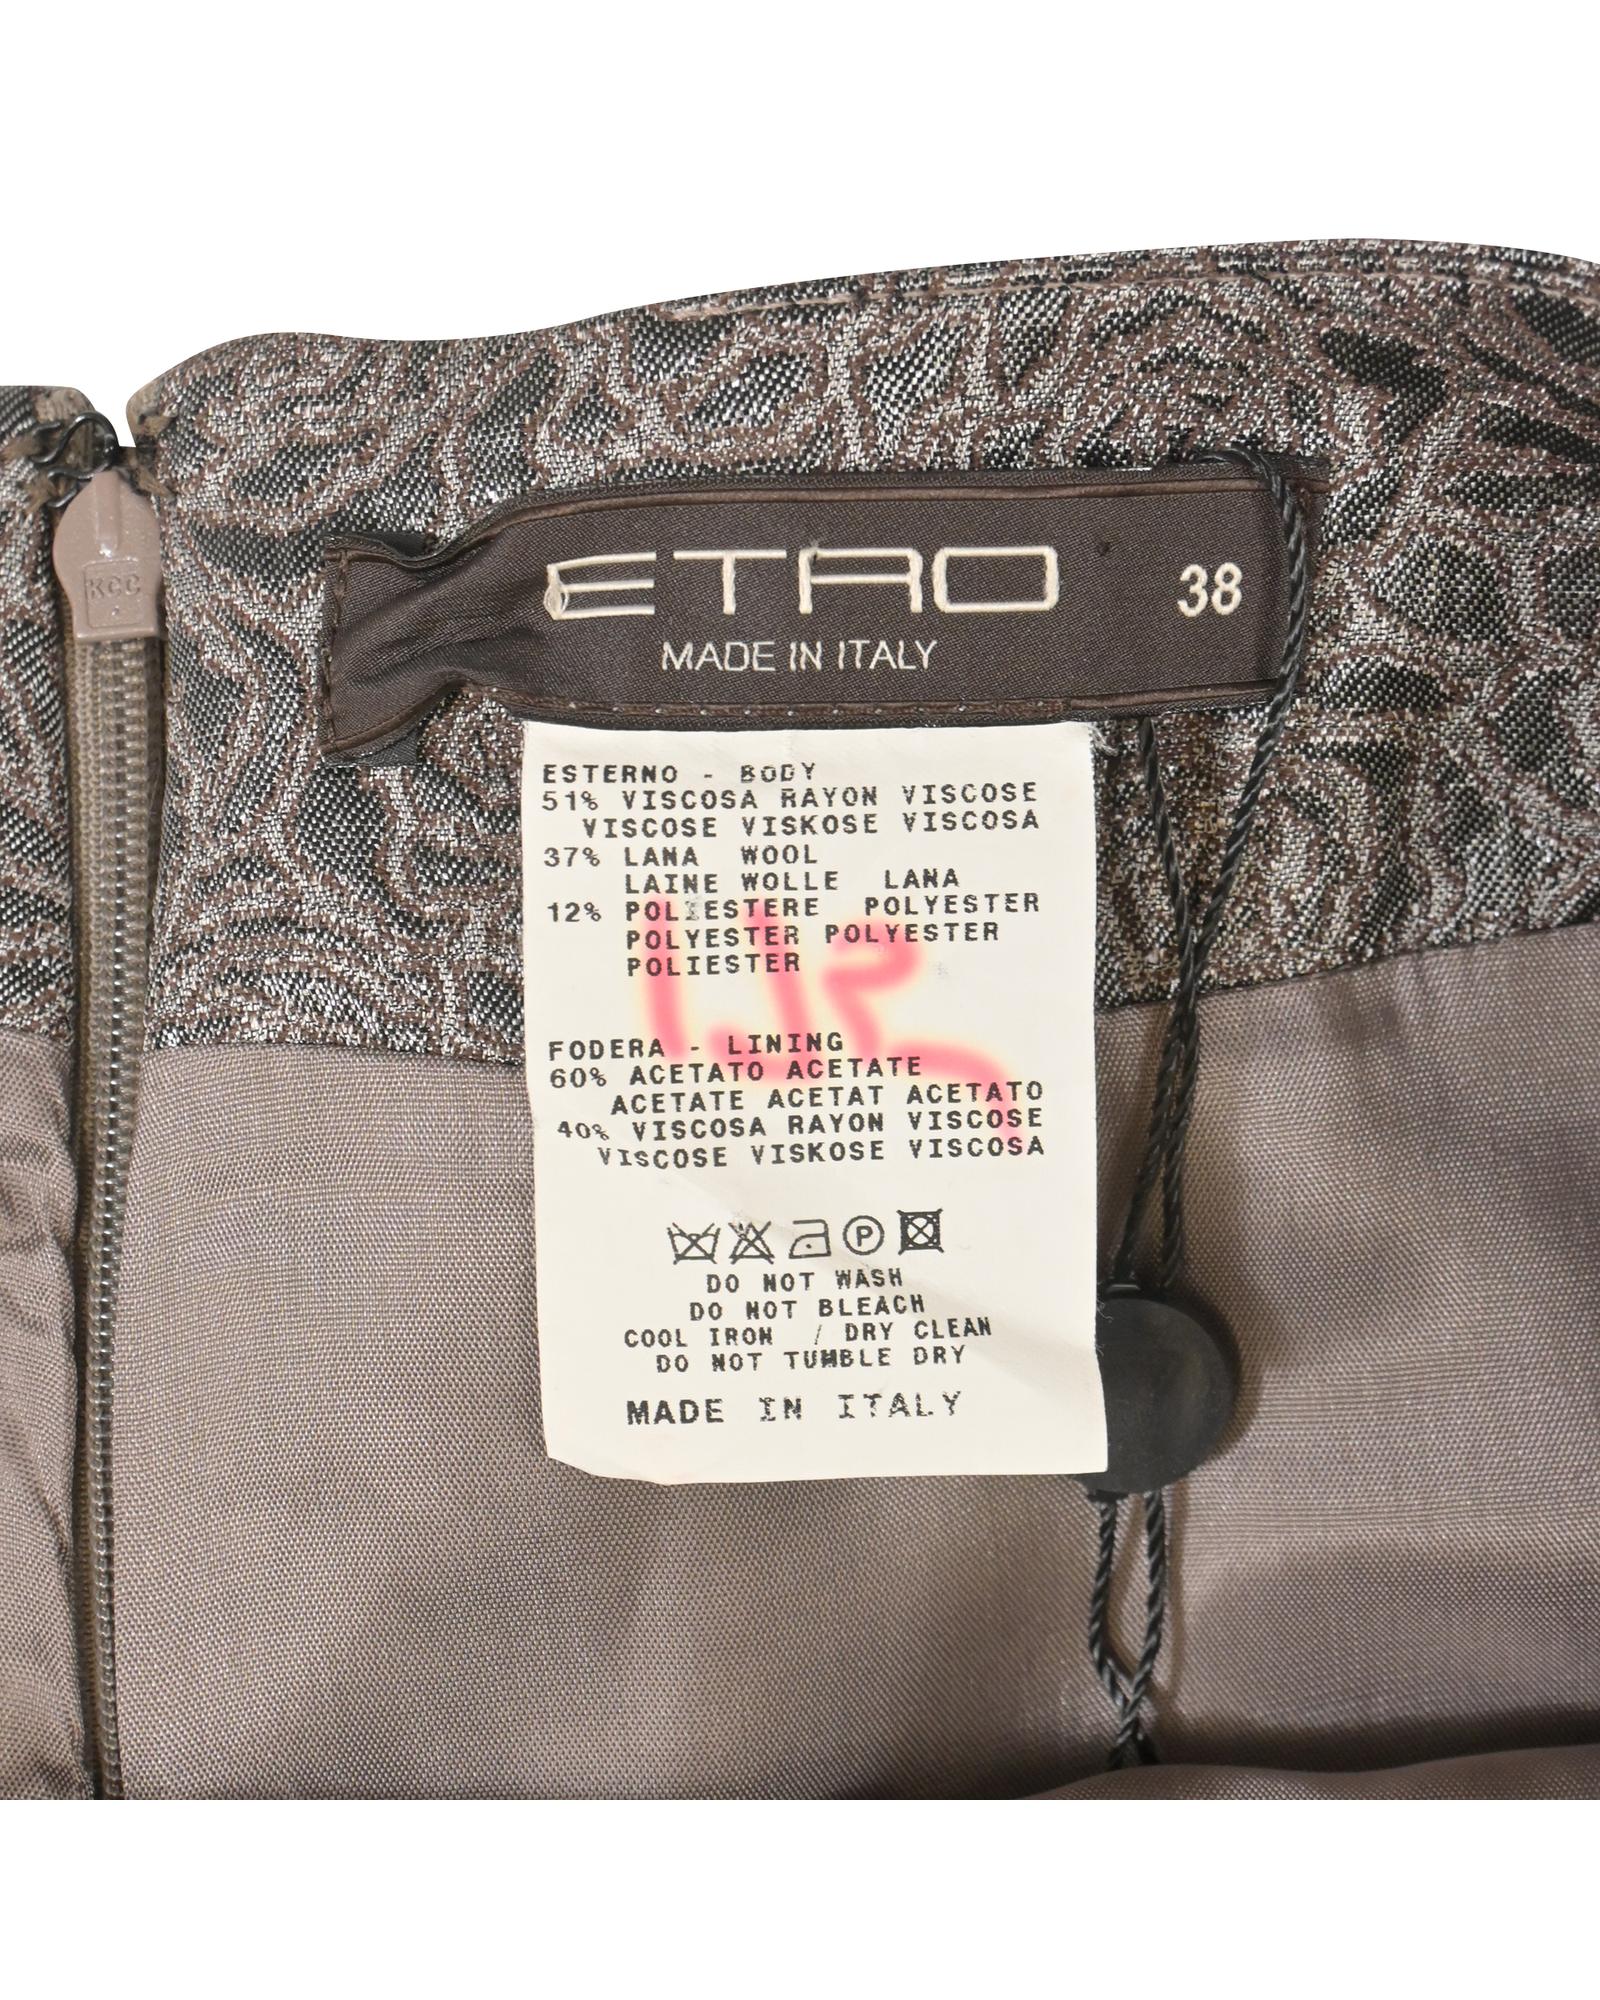 KCC
ETRO 38
MADE IN ITALY
ESTERNO - BODY
51% VISCOSA RAYON VISCOSE
VISCOSE VISKOSE VISCOSA
37% LANA WOOL
LAINE WOLLE LANA
12% POLIESTERE POLYESTER
POLYESTER POLYESTER
POLIESTER
FODERA - LINING
60% ACETATO ACETATE
ACETATE ACETAT ACETATO
40% VISCOSA RAYON VISCOSE
VISCOSE VISKOSE VISCOSA
P
DO NOT WASH
DO NOT BLEACH
COOL IRON / DRY CLEAN
DO NOT TUMBLE DRY
MADE IN ITALY